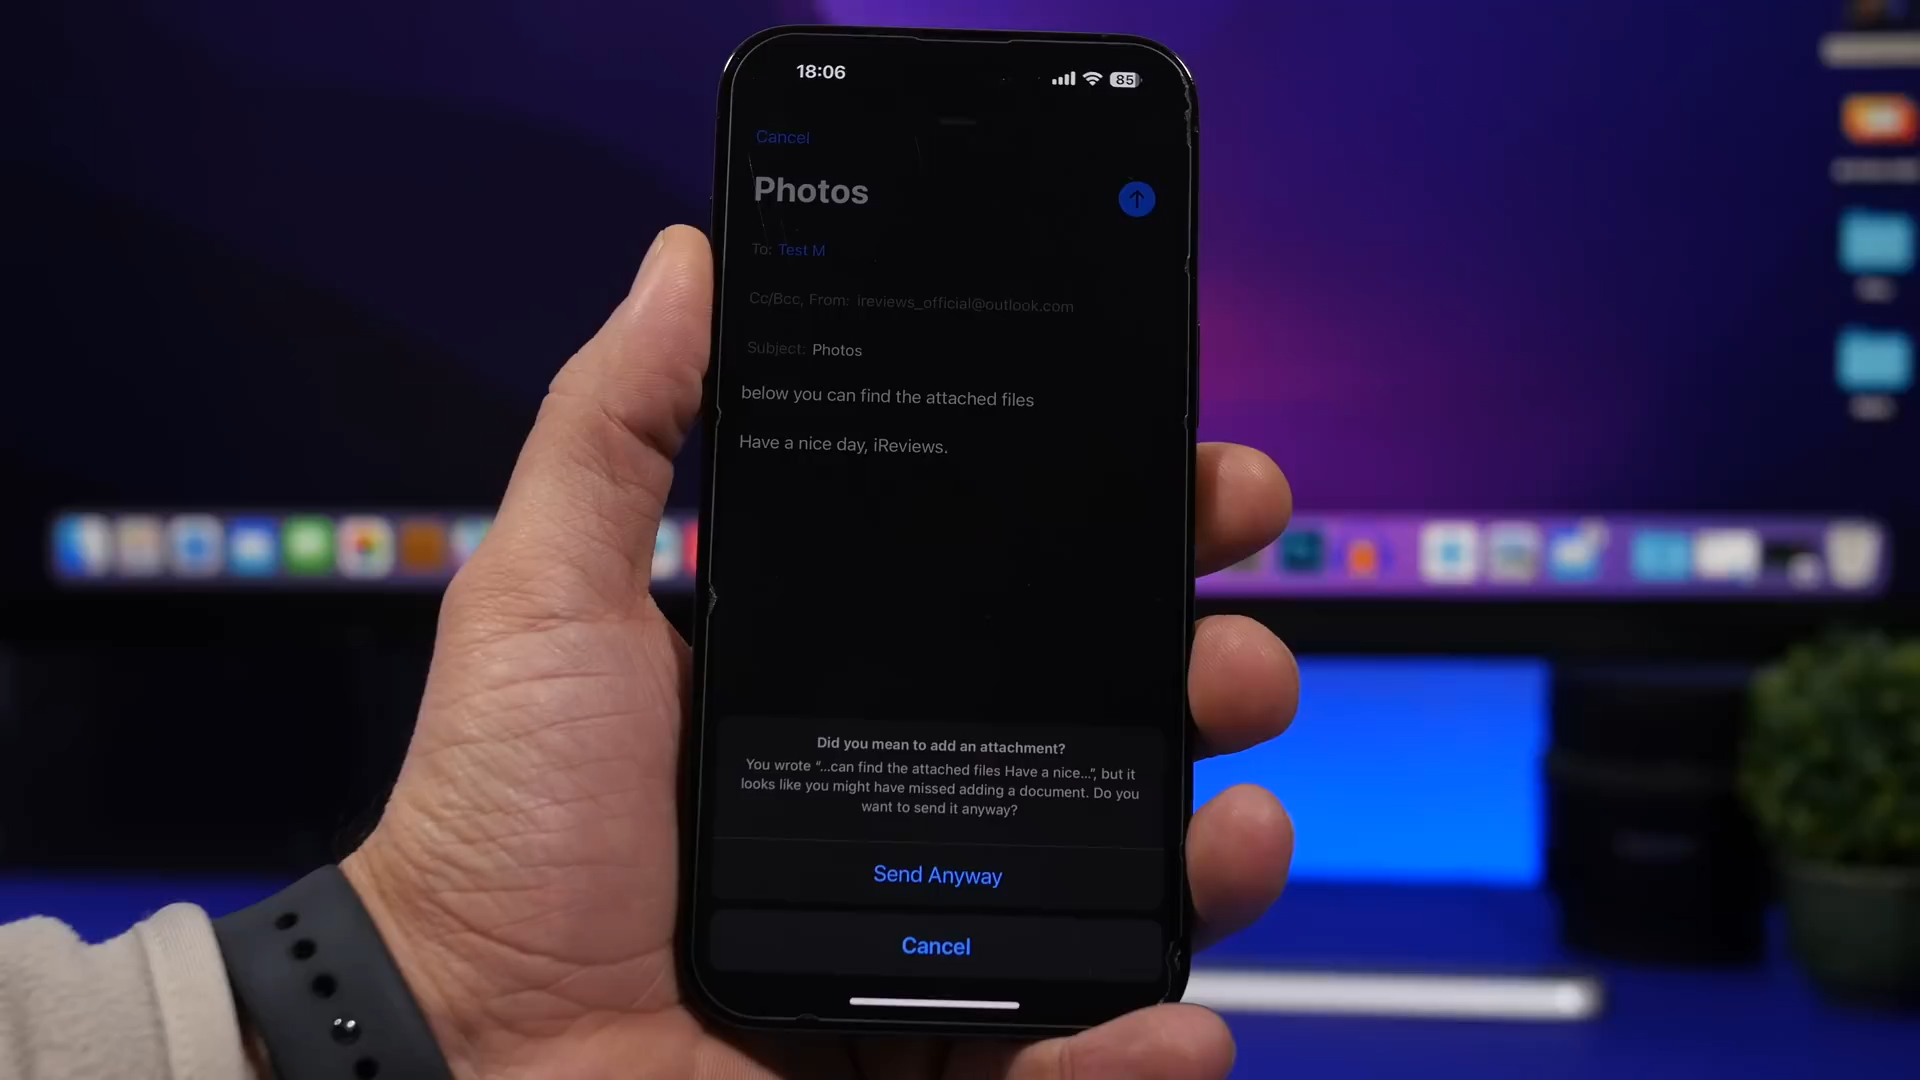 18:06
85
Cancel
Photos
To: Test M
Cc/Bcc, From: ireviews_official@outlook.com
Subject: Photos
below you can find the attached files
Have a nice day, iReviews.
Did you mean to add an attachment?
You wrote “...can find the attached files Have a nice...”, but it
looks like you might have missed adding a document. Do you
want to send it anyway?
Send Anyway
Cancel